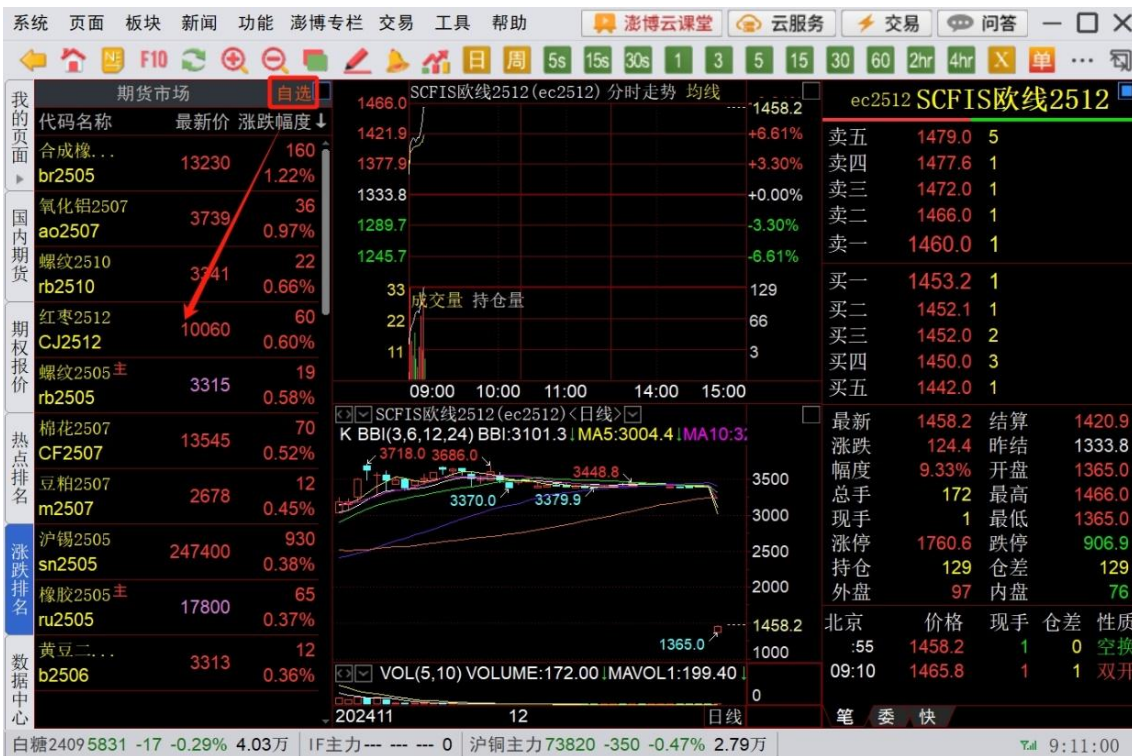 系统 页面 板块 新闻 功能 澎博专栏 交易 工具 帮助 澎博云课堂 云服务 交易 问答
F10 日 周 5s 15s 30s 1 3 5 15 30 60 2hr 4hr X 单 ...
我的页面
国内期货
期权报价
热点排名
涨跌排名
数据中心
期货市场 自选
代码名称 最新价 涨跌幅度↓
合成橡... 13230 160
br2505 1.22%
氧化铝2507 3739 36
ao2507 0.97%
螺纹2510 3341 22
rb2510 0.66%
红枣2512 10060 60
CJ2512 0.60%
螺纹2505主 3315 19
rb2505 0.58%
棉花2507 13545 70
CF2507 0.52%
豆粕2507 2678 12
m2507 0.45%
沪锡2505 247400 930
sn2505 0.38%
橡胶2505主 17800 65
ru2505 0.37%
黄豆二... 3313 12
b2506 0.36%
SCFIS欧线2512(ec2512) 分时走势 均线
1466.0 1458.2
1421.9 +6.61%
1377.9 +3.30%
1333.8 +0.00%
1289.7 -3.30%
1245.7 -6.61%
33 成交量 持仓量 129
22 66
11 3
09:00 10:00 11:00 14:00 15:00
SCFIS欧线2512(ec2512)<日线>
K BBI(3,6,12,24) BBI:3101.3↓MA5:3004.4↓MA10:32
3718.0 3686.0 3448.8
3370.0 3379.9
3500
3000
2500
2000
1458.2
1365.0
1000
VOL(5,10) VOLUME:172.00↓MAVOL1:199.40↓
0
202411 12 日线
ec2512 SCFIS欧线2512
卖五 1479.0 5
卖四 1477.6 1
卖三 1472.0 1
卖二 1466.0 1
卖一 1460.0 1
买一 1453.2 1
买二 1452.1 1
买三 1452.0 2
买四 1450.0 3
买五 1442.0 1
最新 1458.2 结算 1420.9
涨跌 124.4 昨结 1333.8
幅度 9.33% 开盘 1365.0
总手 172 最高 1466.0
现手 1 最低 1365.0
涨停 1760.6 跌停 906.9
持仓 129 仓差 129
外盘 97 内盘 76
北京 价格 现手 仓差 性质
:55 1458.2 1 0 空换
09:10 1465.8 1 1 双开
笔 委 快
白糖2409 5831 -17 -0.29% 4.03万 IF主力--- --- --- 0 沪铜主力 73820 -350 -0.47% 2.79万 9:11:00